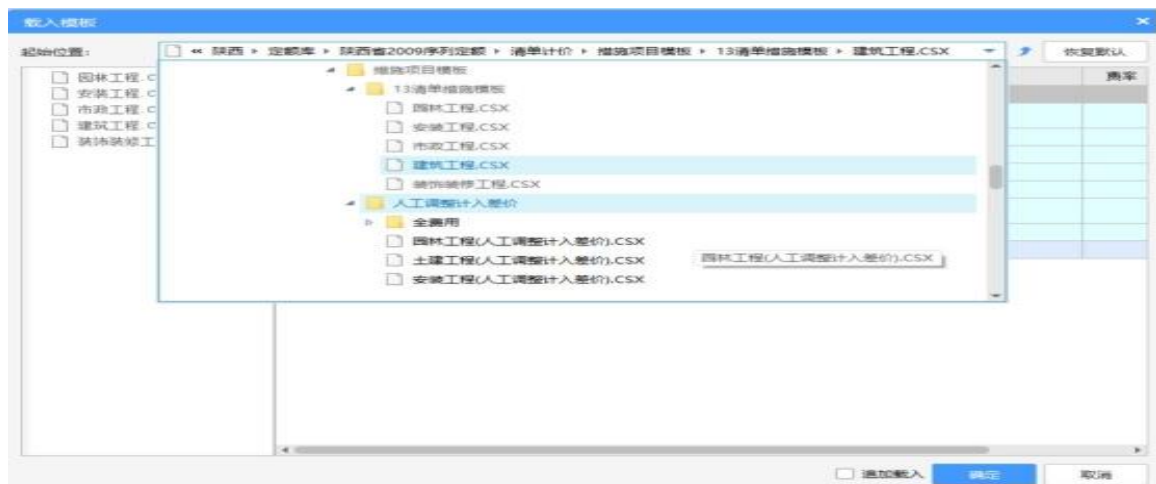 载入模板
起始位置:
« 陕西 ▸ 定额库 ▸ 陕西省2009序列定额 ▸ 清单计价 ▸ 措施项目模板 ▸ 13清单措施模板 ▸ 建筑工程.CSX
恢复默认
园林工程.C
安装工程.C
市政工程.C
建筑工程.C
装饰装修工
措施项目模板
13清单措施模板
园林工程.CSX
安装工程.CSX
市政工程.CSX
建筑工程.CSX
装饰装修工程.CSX
人工调整计入差价
全费用
园林工程(人工调整计入差价).CSX
土建工程(人工调整计入差价).CSX
安装工程(人工调整计入差价).CSX
园林工程(人工调整计入差价).CSX
费率
追加载入
确定
取消